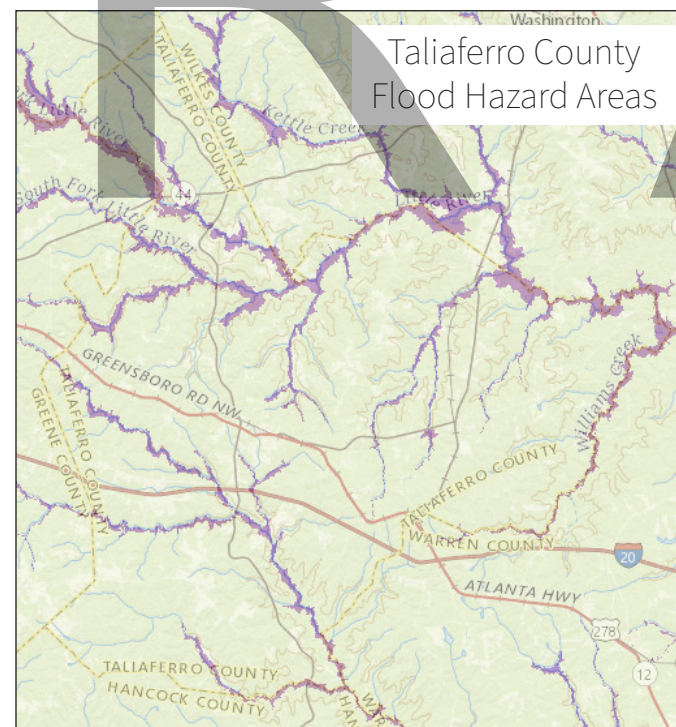 Washington
Taliaferro County
Flood Hazard Areas
WILKES COUNTY
TALIAFERRO COUNTY
Kettle Creek
Little River
44
South Fork Little River
Little River
GREENSBORO RD NW
Williams Creek
TALIAFERRO COUNTY
GREENE COUNTY
TALIAFERRO COUNTY
WARREN COUNTY
20
ATLANTA HWY
278
12
TALIAFERRO COUNTY
HANCOCK COUNTY